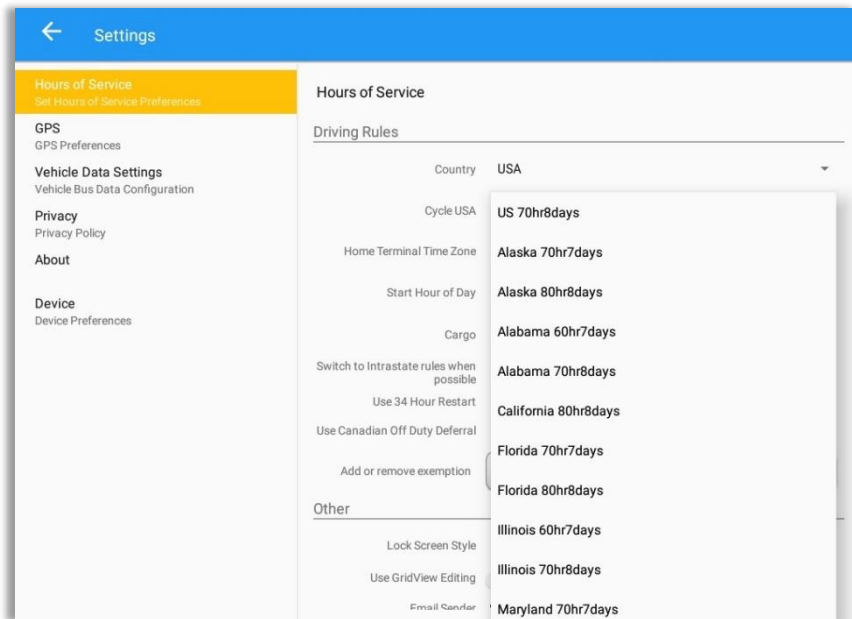 Settings
Hours of Service
Set Hours of Service Preferences
GPS
GPS Preferences
Vehicle Data Settings
Vehicle Bus Data Configuration
Privacy
Privacy Policy
About
Device
Device Preferences
Hours of Service
Driving Rules
Country USA
Cycle USA
Home Terminal Time Zone
Start Hour of Day
Cargo
Switch to Intrastate rules when
possible
Use 34 Hour Restart
Use Canadian Off Duty Deferral
Add or remove exemption
Other
Lock Screen Style
Use GridView Editing
Email Sender
US 70hr8days
Alaska 70hr7days
Alaska 80hr8days
Alabama 60hr7days
Alabama 70hr8days
California 80hr8days
Florida 70hr7days
Florida 80hr8days
Illinois 60hr7days
Illinois 70hr8days
Maryland 70hr7days